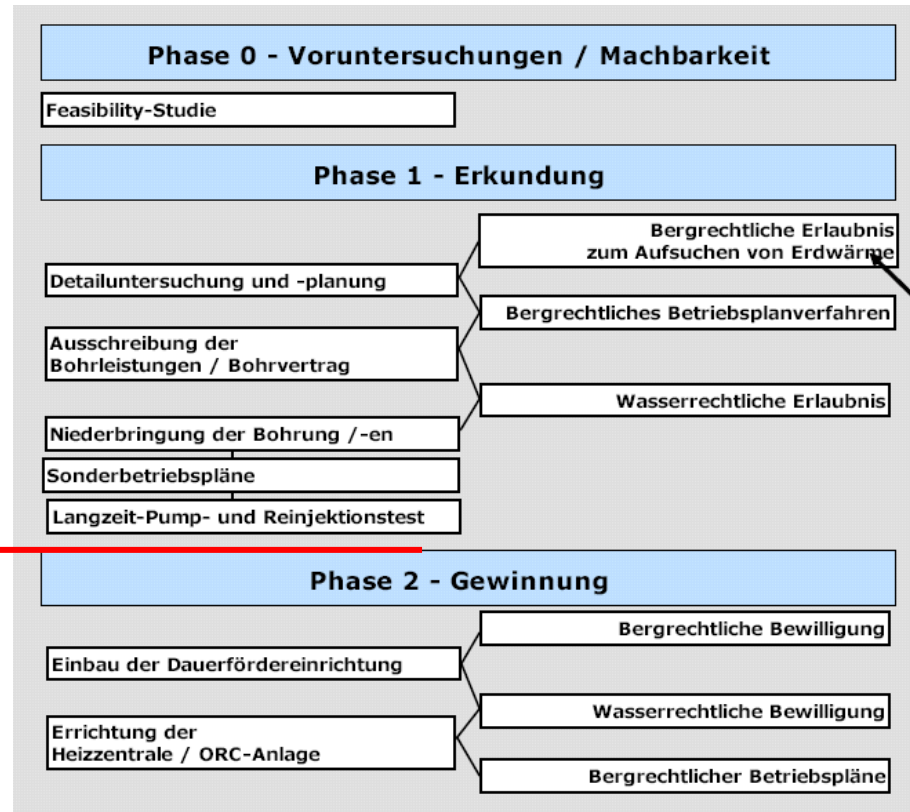 Phase 0 - Voruntersuchungen / Machbarkeit
Feasibility-Studie
Phase 1 - Erkundung
Bergrechtliche Erlaubnis
zum Aufsuchen von Erdwärme
Detailuntersuchung und -planung
Bergrechtliches Betriebsplanverfahren
Ausschreibung der
Bohrleistungen / Bohrvertrag
Wasserrechtliche Erlaubnis
Niederbringung der Bohrung /-en
Sonderbetriebspläne
Langzeit-Pump- und Reinjektionstest
Phase 2 - Gewinnung
Bergrechtliche Bewilligung
Einbau der Dauerfördereinrichtung
Wasserrechtliche Bewilligung
Errichtung der
Heizzentrale / ORC-Anlage
Bergrechtlicher Betriebspläne